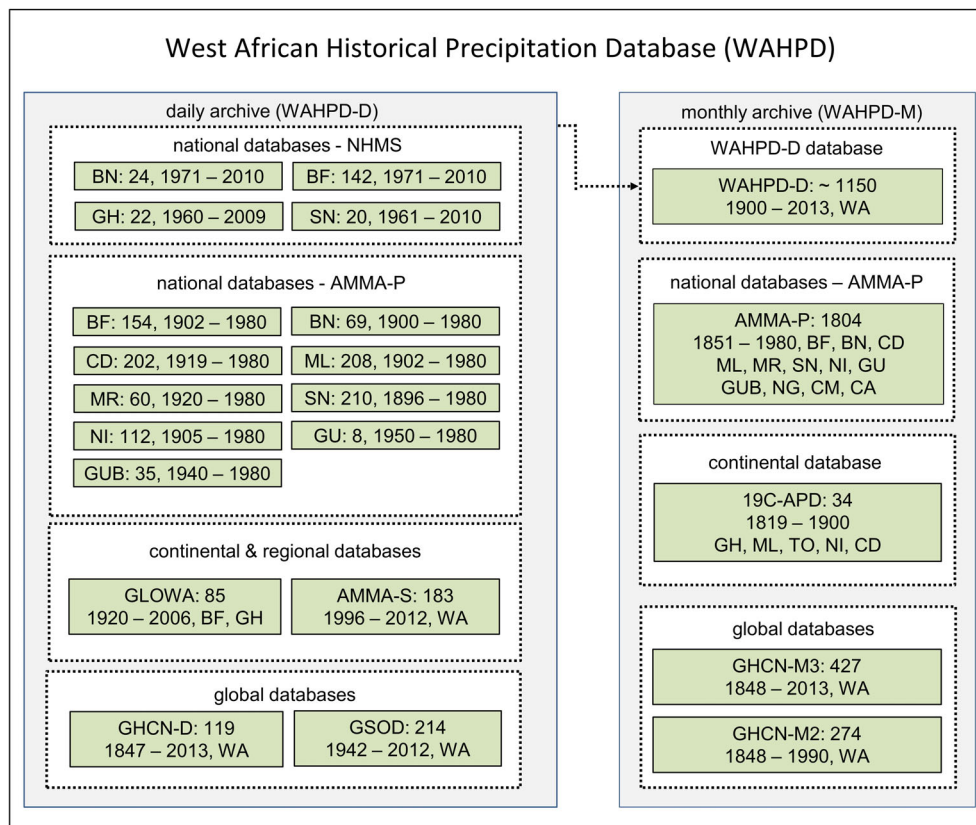 West African Historical Precipitation Database (WAHPD)
daily archive (WAHPD-D)
national databases - NHMS
BN: 24, 1971 – 2010
BF: 142, 1971 – 2010
GH: 22, 1960 – 2009
SN: 20, 1961 – 2010
national databases - AMMA-P
BF: 154, 1902 – 1980
BN: 69, 1900 – 1980
CD: 202, 1919 – 1980
ML: 208, 1902 – 1980
MR: 60, 1920 – 1980
SN: 210, 1896 – 1980
NI: 112, 1905 – 1980
GU: 8, 1950 – 1980
GUB: 35, 1940 – 1980
continental & regional databases
GLOWA: 85
1920 – 2006, BF, GH
AMMA-S: 183
1996 – 2012, WA
global databases
GHCN-D: 119
1847 – 2013, WA
GSOD: 214
1942 – 2012, WA
monthly archive (WAHPD-M)
WAHPD-D database
WAHPD-D: ~ 1150
1900 – 2013, WA
national databases – AMMA-P
AMMA-P: 1804
1851 – 1980, BF, BN, CD
ML, MR, SN, NI, GU
GUB, NG, CM, CA
continental database
19C-APD: 34
1819 – 1900
GH, ML, TO, NI, CD
global databases
GHCN-M3: 427
1848 – 2013, WA
GHCN-M2: 274
1848 – 1990, WA